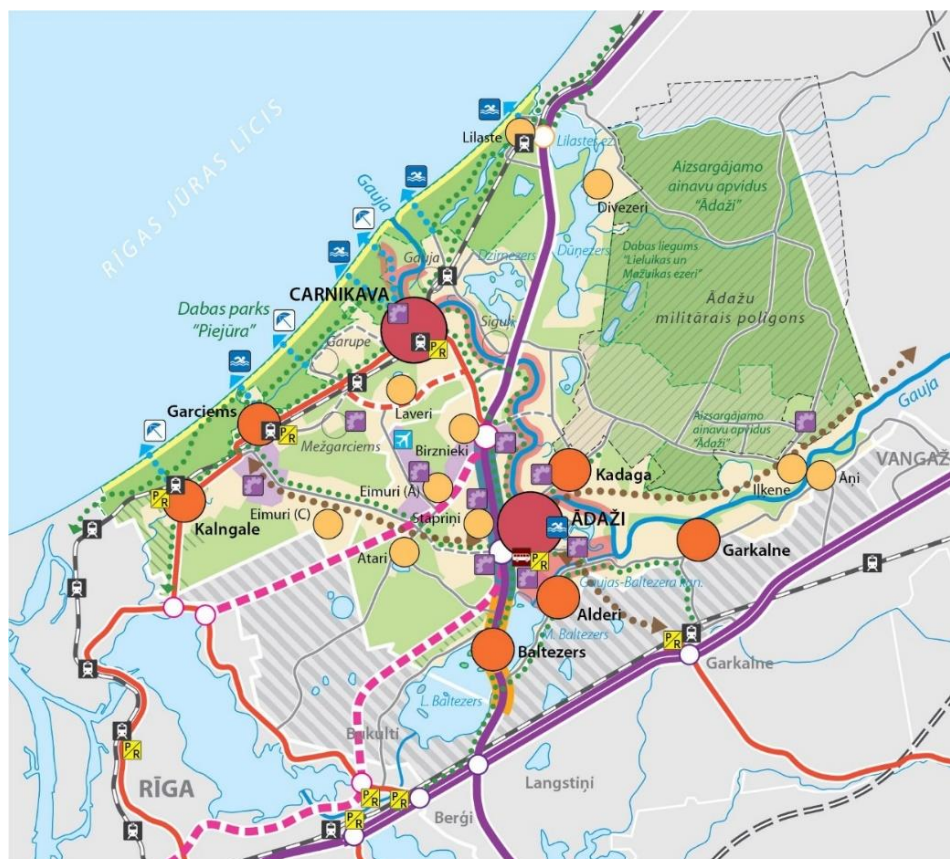 RĪGAS JŪRAS LĪCIS
Lilaste
Lilastes ez.
Gauja
Divezeri
Aizsargājamo
ainavu apvidus
"Ādaži"
Dūņezers
Dzirnezers
Gauja
Dabas liegums
"Lieluikas un
Mazuikas ezeri"
CARNIKAVA
Dabas parks
"Piejūra"
Ādažu
militārais poligons
Siguļi
P/R
Garupe
Laveri
Garciems
P/R
Mežgarciems
Birznieki
Aizsargājamo
ainavu apvidus
"Ādaži"
Gauja
VANGAŽ
Kadaga
Iļķene
Āņi
P/R
Kalngale
Eimuri (A)
Eimuri (C)
Stapriņi
ĀDAŽI
Atari
P/R
Garkalne
Gaujas-Baltezera kan.
Alderi
M. Baltezers
P/R
Baltezers
Garkalne
L. Baltezers
Bukulti
P/R
RĪGA
Langstiņi
P/R
P/R
Berģi
P/R